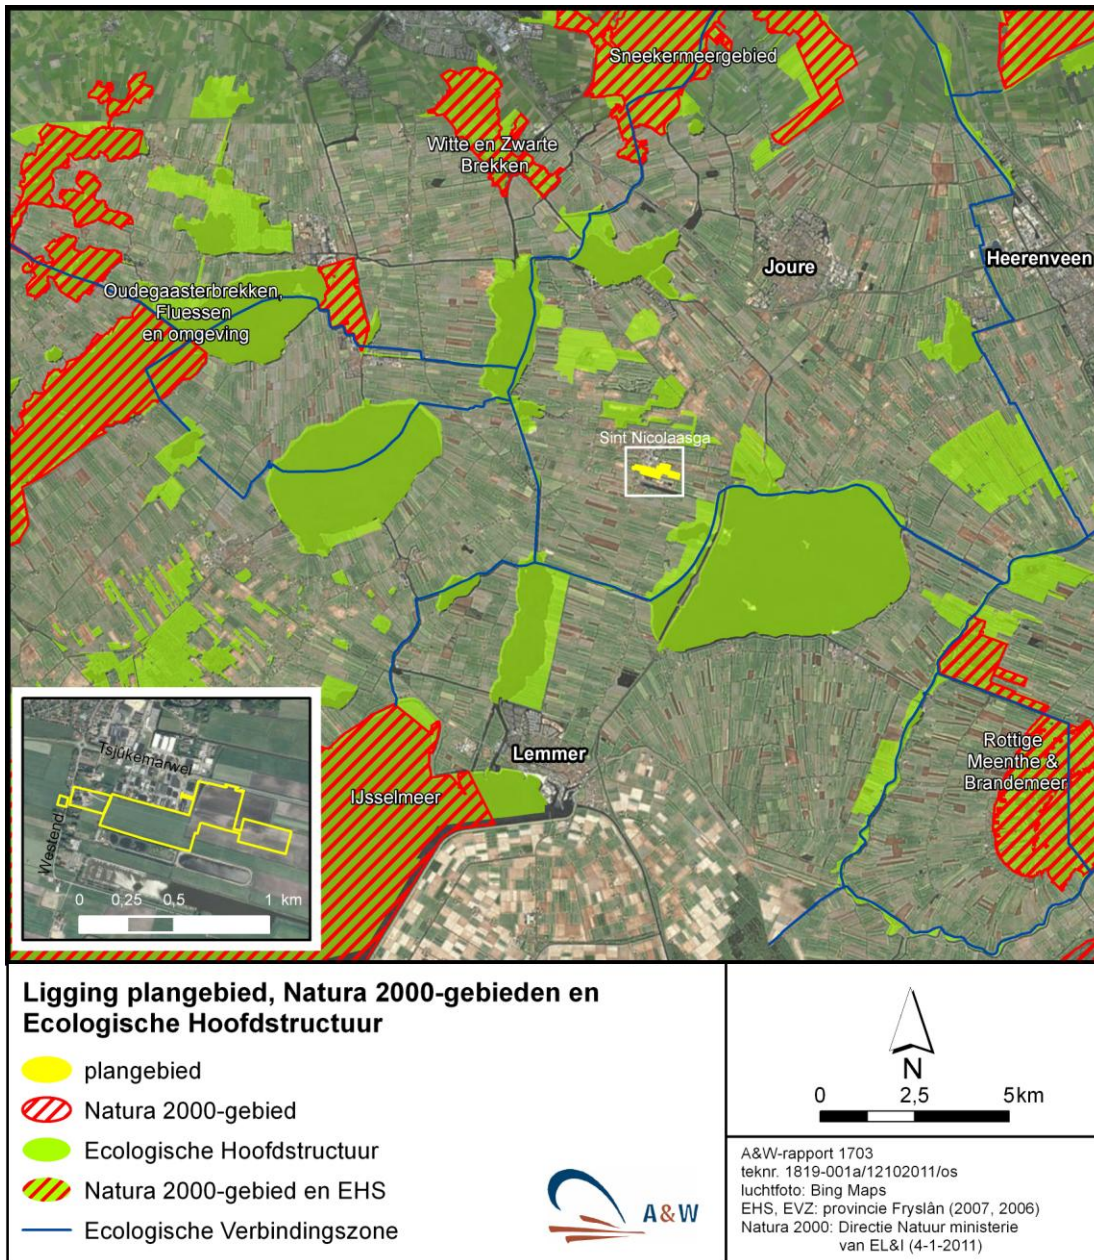 Sneekermeergebied
Witte en Zwarte
Brekken
Joure
Heerenveen
Oudegaasterbrekken,
Fluessen
en omgeving
Sint Nicolaasga
Lemmer
IJsselmeer
Rottige
Meenthe &
Brandemeer
Tsjûkemarwei
Westend
0 0,25 0,5 1 km
Ligging plangebied, Natura 2000-gebieden en
Ecologische Hoofdstructuur
plangebied
Natura 2000-gebied
Ecologische Hoofdstructuur
Natura 2000-gebied en EHS
Ecologische Verbindingszone
A&W
N
0 2,5 5km
A&W-rapport 1703
teknr. 1819-001a/12102011/os
luchtfoto: Bing Maps
EHS, EVZ: provincie Fryslân (2007, 2006)
Natura 2000: Directie Natuur ministerie
van EL&I (4-1-2011)